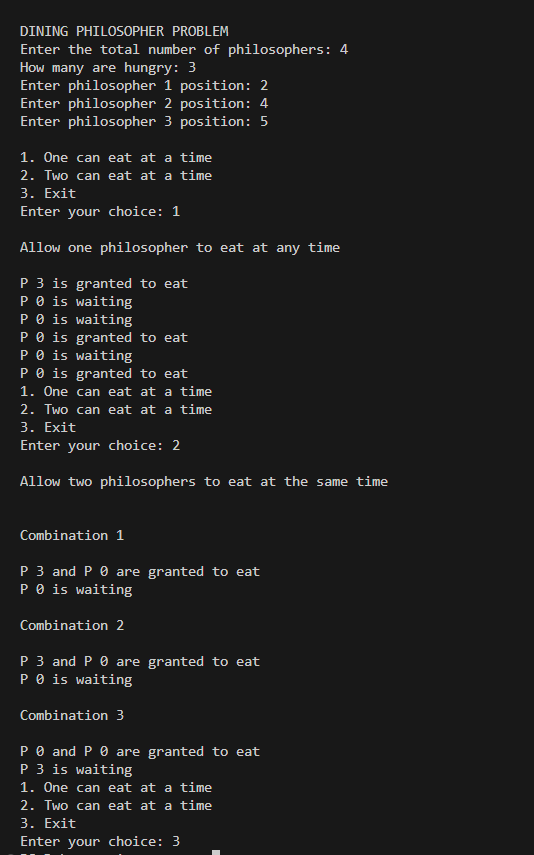 DINING PHILOSOPHER PROBLEM
Enter the total number of philosophers: 4
How many are hungry: 3
Enter philosopher 1 position: 2
Enter philosopher 2 position: 4
Enter philosopher 3 position: 5
1. One can eat at a time
2. Two can eat at a time
3. Exit
Enter your choice: 1
Allow one philosopher to eat at any time
P 3 is granted to eat
P 0 is waiting
P 0 is waiting
P 0 is granted to eat
P 0 is waiting
P 0 is granted to eat
1. One can eat at a time
2. Two can eat at a time
3. Exit
Enter your choice: 2
Allow two philosophers to eat at the same time
Combination 1
P 3 and P 0 are granted to eat
P 0 is waiting
Combination 2
P 3 and P 0 are granted to eat
P 0 is waiting
Combination 3
P 0 and P 0 are granted to eat
P 3 is waiting
1. One can eat at a time
2. Two can eat at a time
3. Exit
Enter your choice: 3